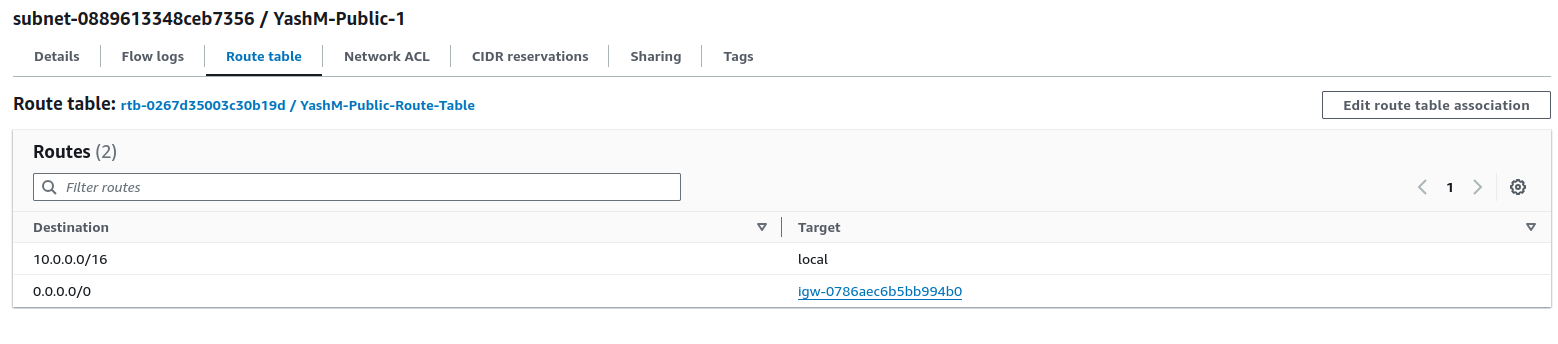 subnet-0889613348ceb7356 / YashM-Public-1
Details Flow logs Route table Network ACL CIDR reservations Sharing Tags
Route table: rtb-0267d35003c30b19d / YashM-Public-Route-Table Edit route table association
Routes (2)
Filter routes 1
Destination Target
10.0.0.0/16 local
0.0.0.0/0 igw-0786aec6b5bb994b0